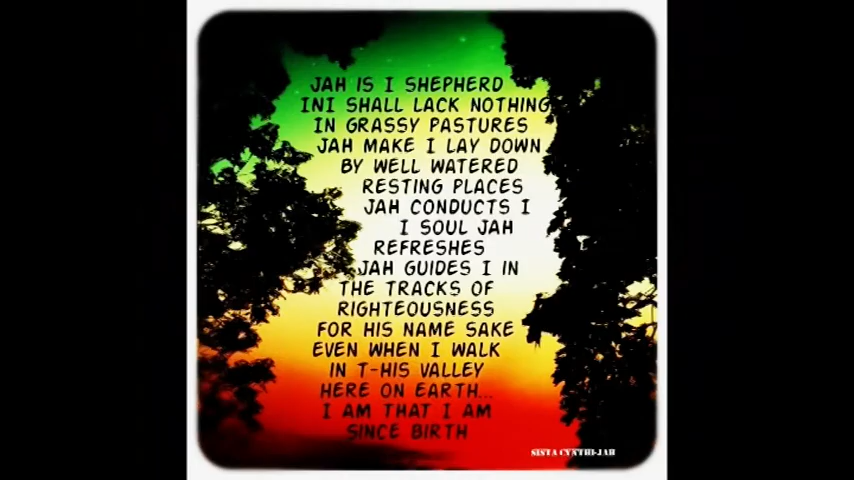 JAH IS I SHEPHERD
INI SHALL LACK NOTHING
IN GRASSY PASTURES
JAH MAKE I LAY DOWN
BY WELL WATERED
RESTING PLACES
JAH CONDUCTS I
I SOUL JAH
REFRESHES
JAH GUIDES I IN
THE TRACKS OF
RIGHTEOUSNESS
FOR HIS NAME SAKE
EVEN WHEN I WALK
IN T-HIS VALLEY
HERE ON EARTH...
I AM THAT I AM
SINCE BIRTH
SISTA CYNTHI-JAH